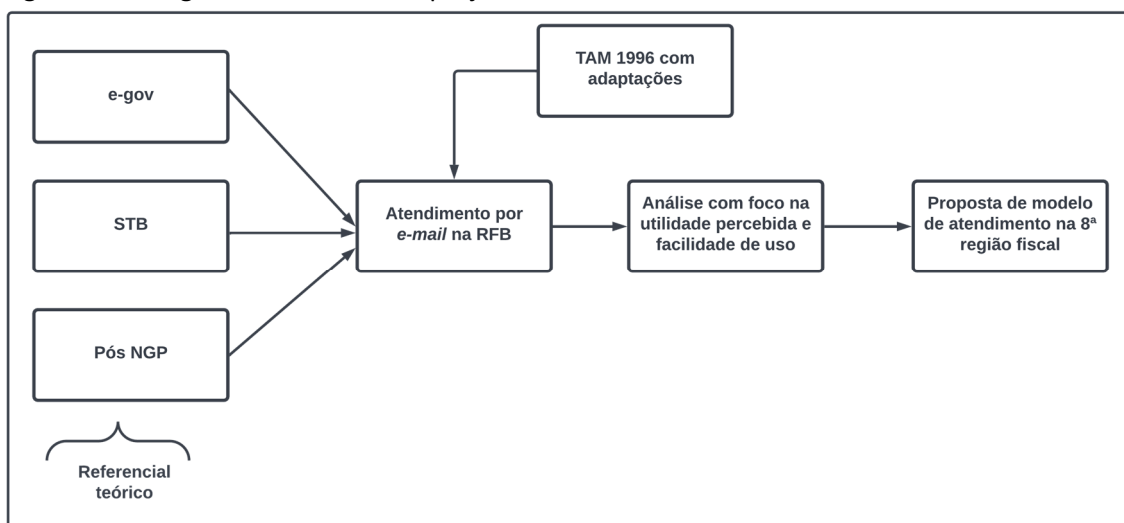 e-gov
TAM 1996 com
adaptações
STB
Atendimento por
e-mail na RFB
Análise com foco na
utilidade percebida e
facilidade de uso
Proposta de modelo
de atendimento na 8ª
região fiscal
Pós NGP
Referencial
teórico